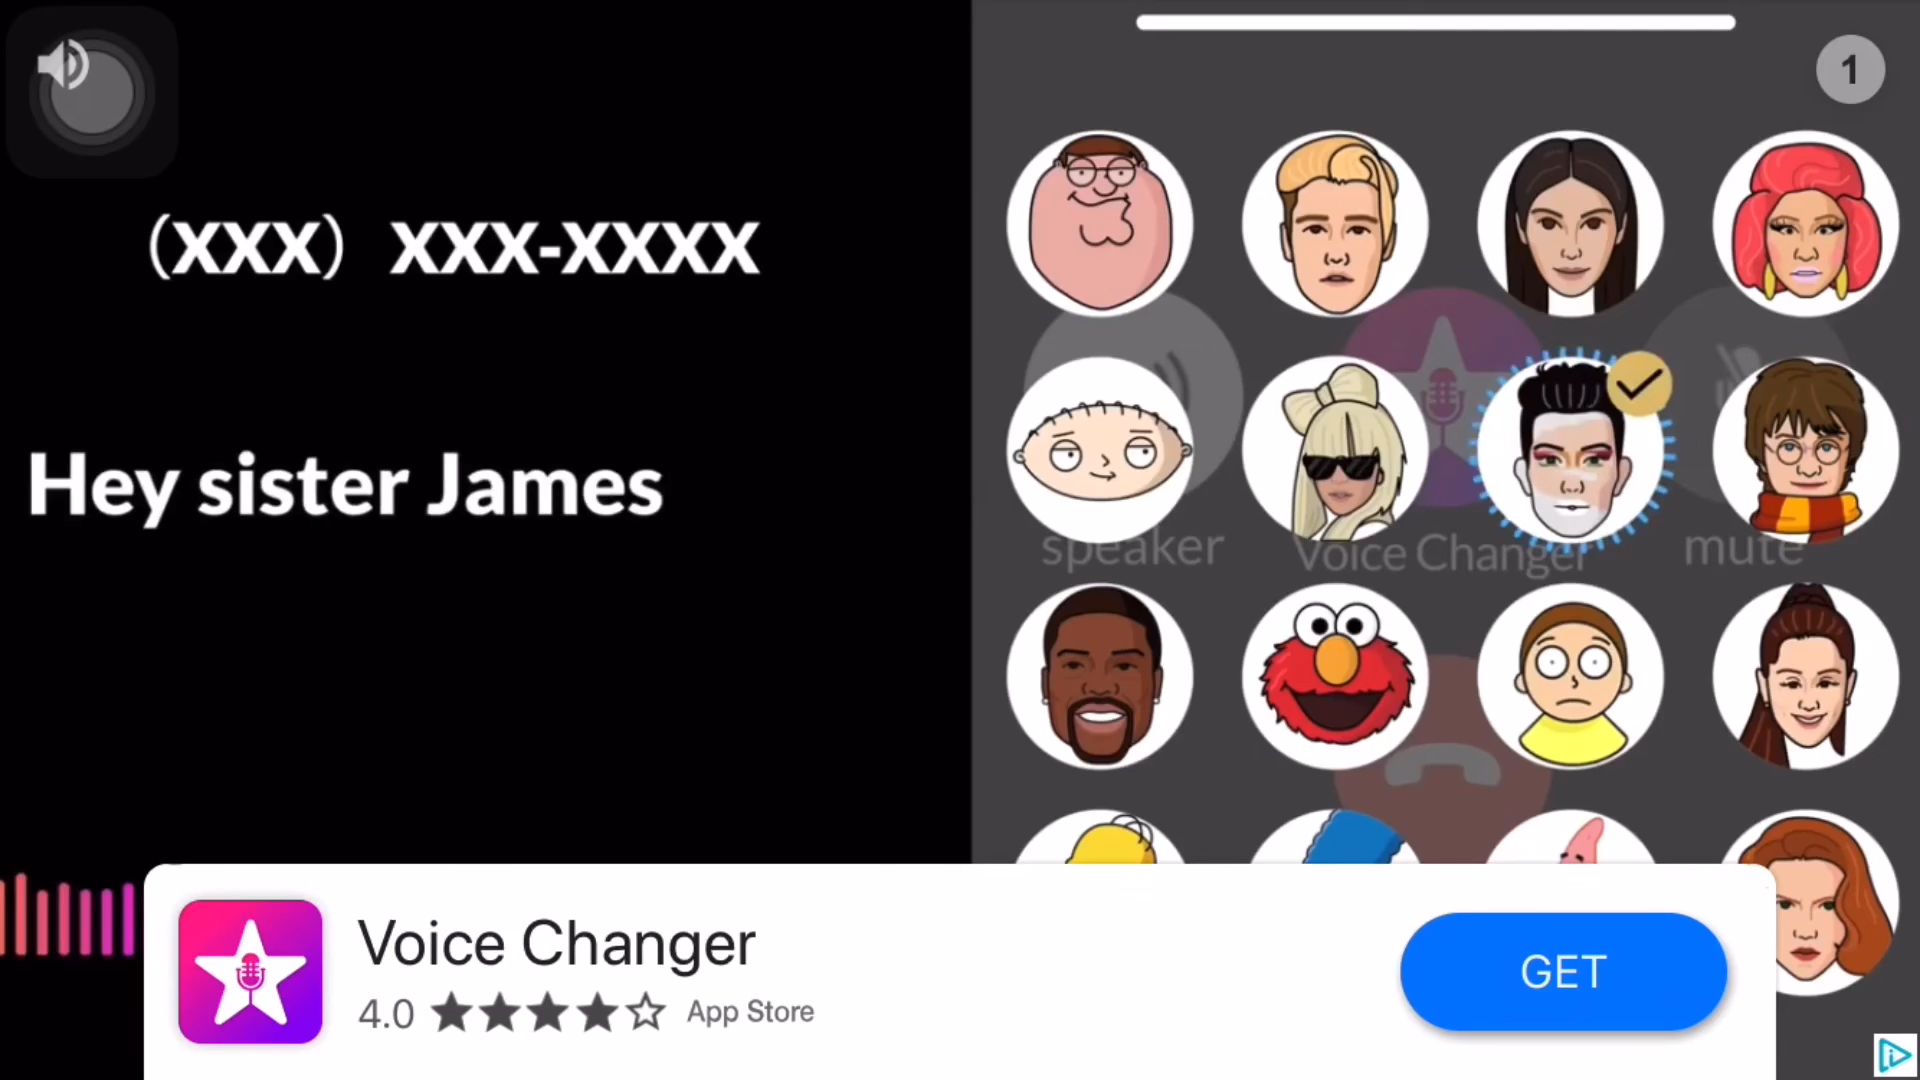 1
(XXX) XXX-XXXX
Hey sister James
speaker
Voice Changer
mute
Voice Changer
4.0
App Store
GET